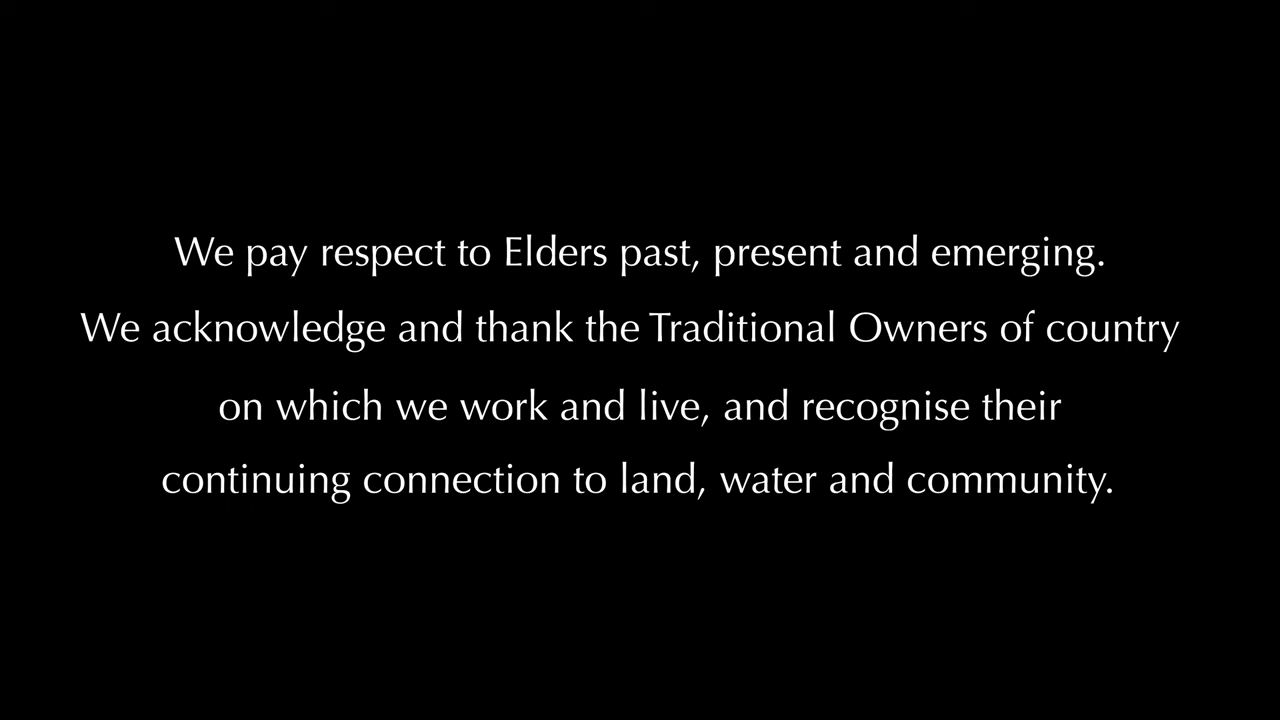 We pay respect to Elders past, present and emerging.
We acknowledge and thank the Traditional Owners of country
on which we work and live, and recognise their
continuing connection to land, water and community.